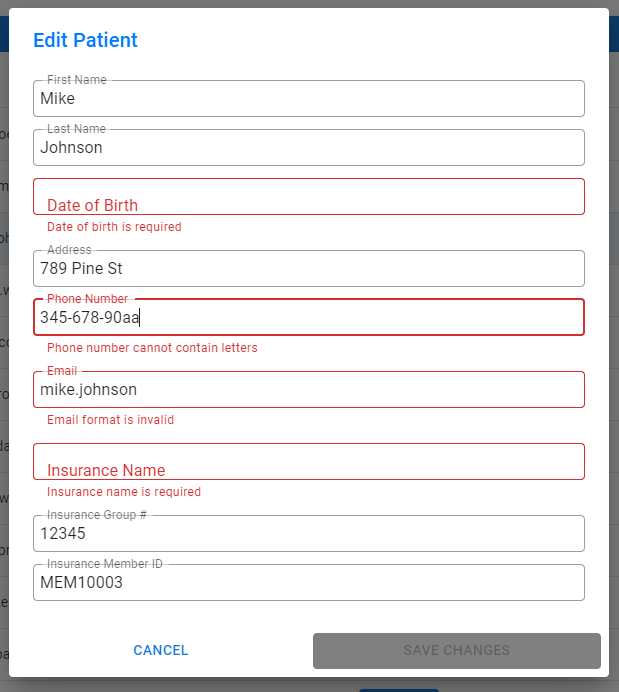 Edit Patient
First Name
Mike
Last Name
Johnson
Date of Birth
Date of birth is required
Address
789 Pine St
Phone Number
345-678-90aa
Phone number cannot contain letters
Email
mike.johnson
Email format is invalid
Insurance Name
Insurance name is required
Insurance Group #
12345
Insurance Member ID
MEM10003
CANCEL SAVE CHANGES